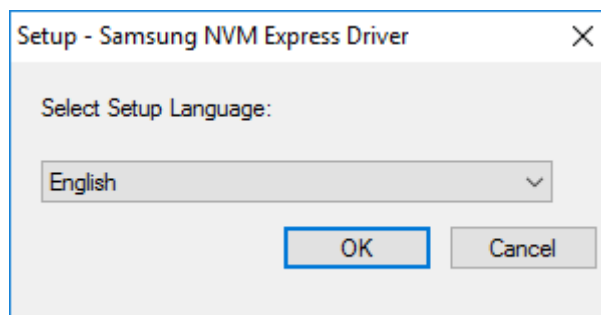 Setup - Samsung NVM Express Driver
Select Setup Language:
English
OK Cancel